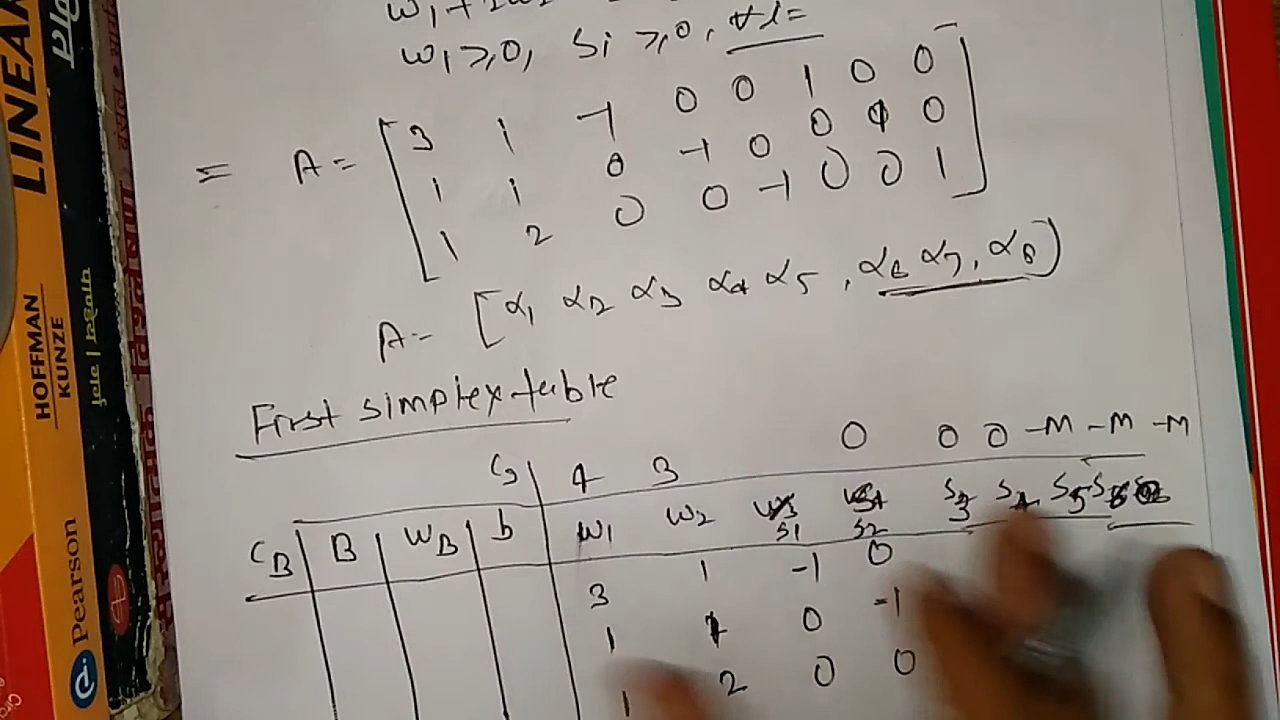 w1 ≥, 0, Si ≥, 0, ∀ i =
= A = [ 3 1 -1 0 0 1 0 0
1 1 0 -1 0 0 1 0
1 2 0 0 -1 0 0 1 ]
A = [ α1 α2 α3 α4 α5, α6 α7, α8 )
First simplex table
0 0 0 -M -M -M
Cj 4 3
CB B WB b w1 w2 S1 S2 S3 S4 S5
3 1 -1 0
1 1 0 -1
1 2 0 0
LINEAR
HOFFMAN
KUNZE
Pearson